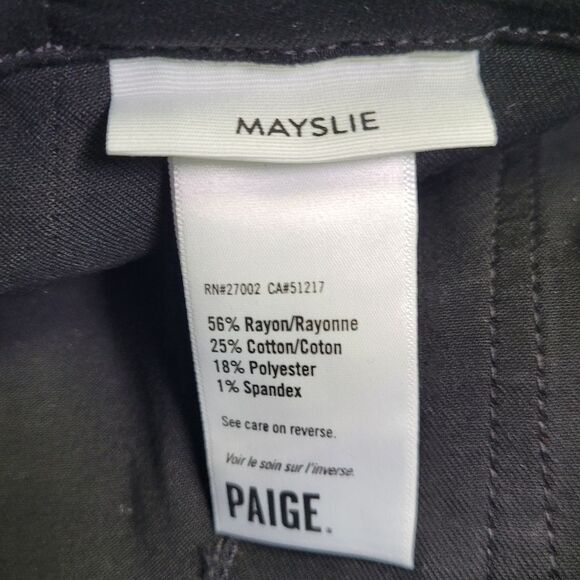 MAYSLIE
RN#27002 CA#51217
56% Rayon/Rayonne
25% Cotton/Coton
18% Polyester
1% Spandex
See care on reverse.
Voir le soin sur l'inverse.
PAIGE.